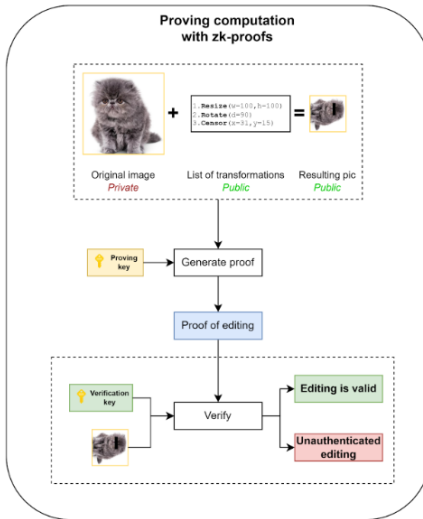 Proving computation
with zk-proofs
1.Resize(w=100,h=100)
2.Rotate(d=90)
3.Censor(x=31,y=15)
+
=
Original image
Private
List of transformations
Public
Resulting pic
Public
Proving
key
Generate proof
Proof of editing
Verification
key
Verify
Editing is valid
Unauthenticated
editing